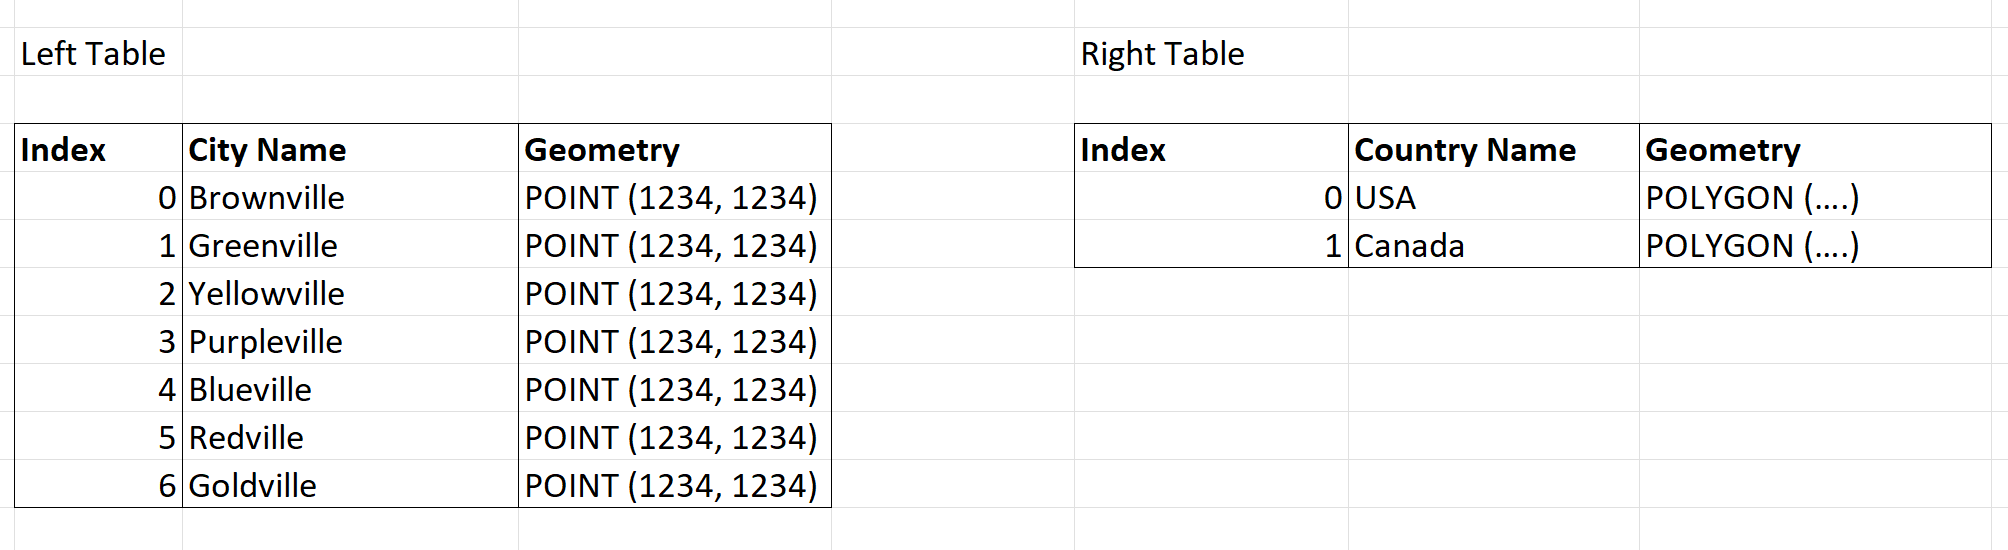 Left Table
Right Table
Index City Name Geometry
0 Brownville POINT (1234, 1234)
1 Greenville POINT (1234, 1234)
2 Yellowville POINT (1234, 1234)
3 Purpleville POINT (1234, 1234)
4 Blueville POINT (1234, 1234)
5 Redville POINT (1234, 1234)
6 Goldville POINT (1234, 1234)
Index Country Name Geometry
0 USA POLYGON (....)
1 Canada POLYGON (....)